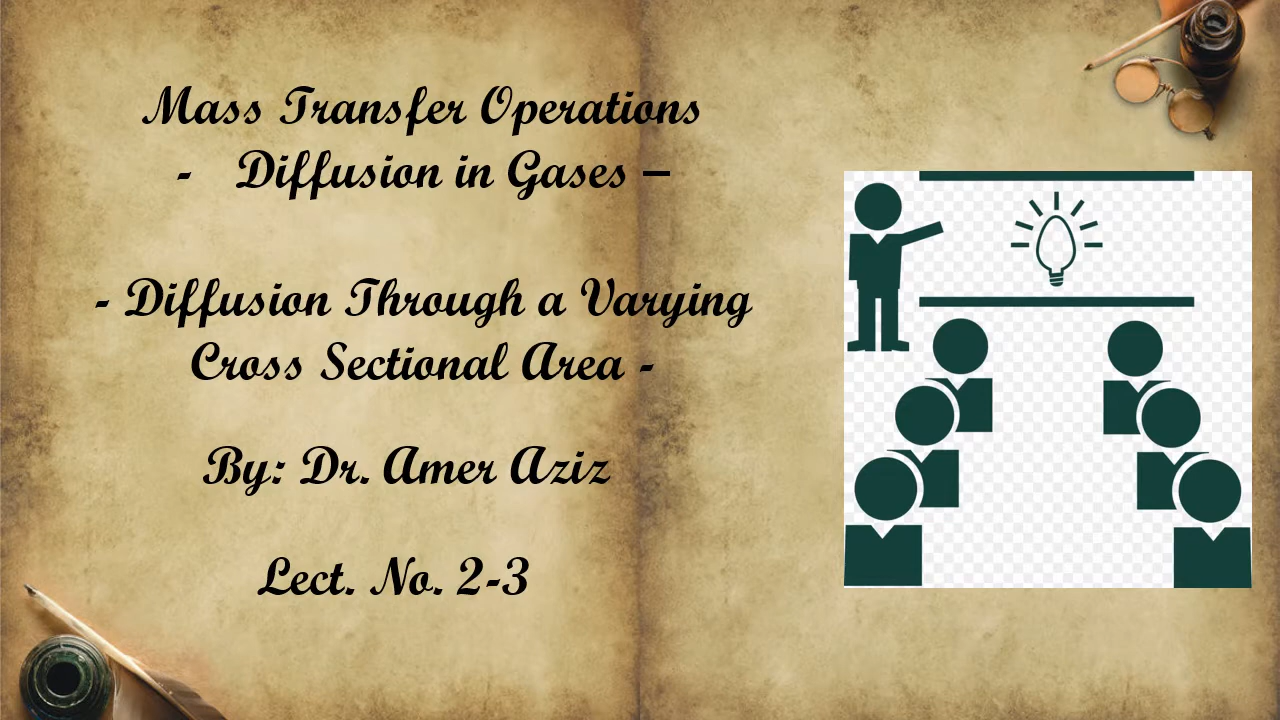 Mass Transfer Operations
- Diffusion in Gases –
- Diffusion Through a Varying
Cross Sectional Area -
By: Dr. Amer Aziz
Lect. No. 2-3